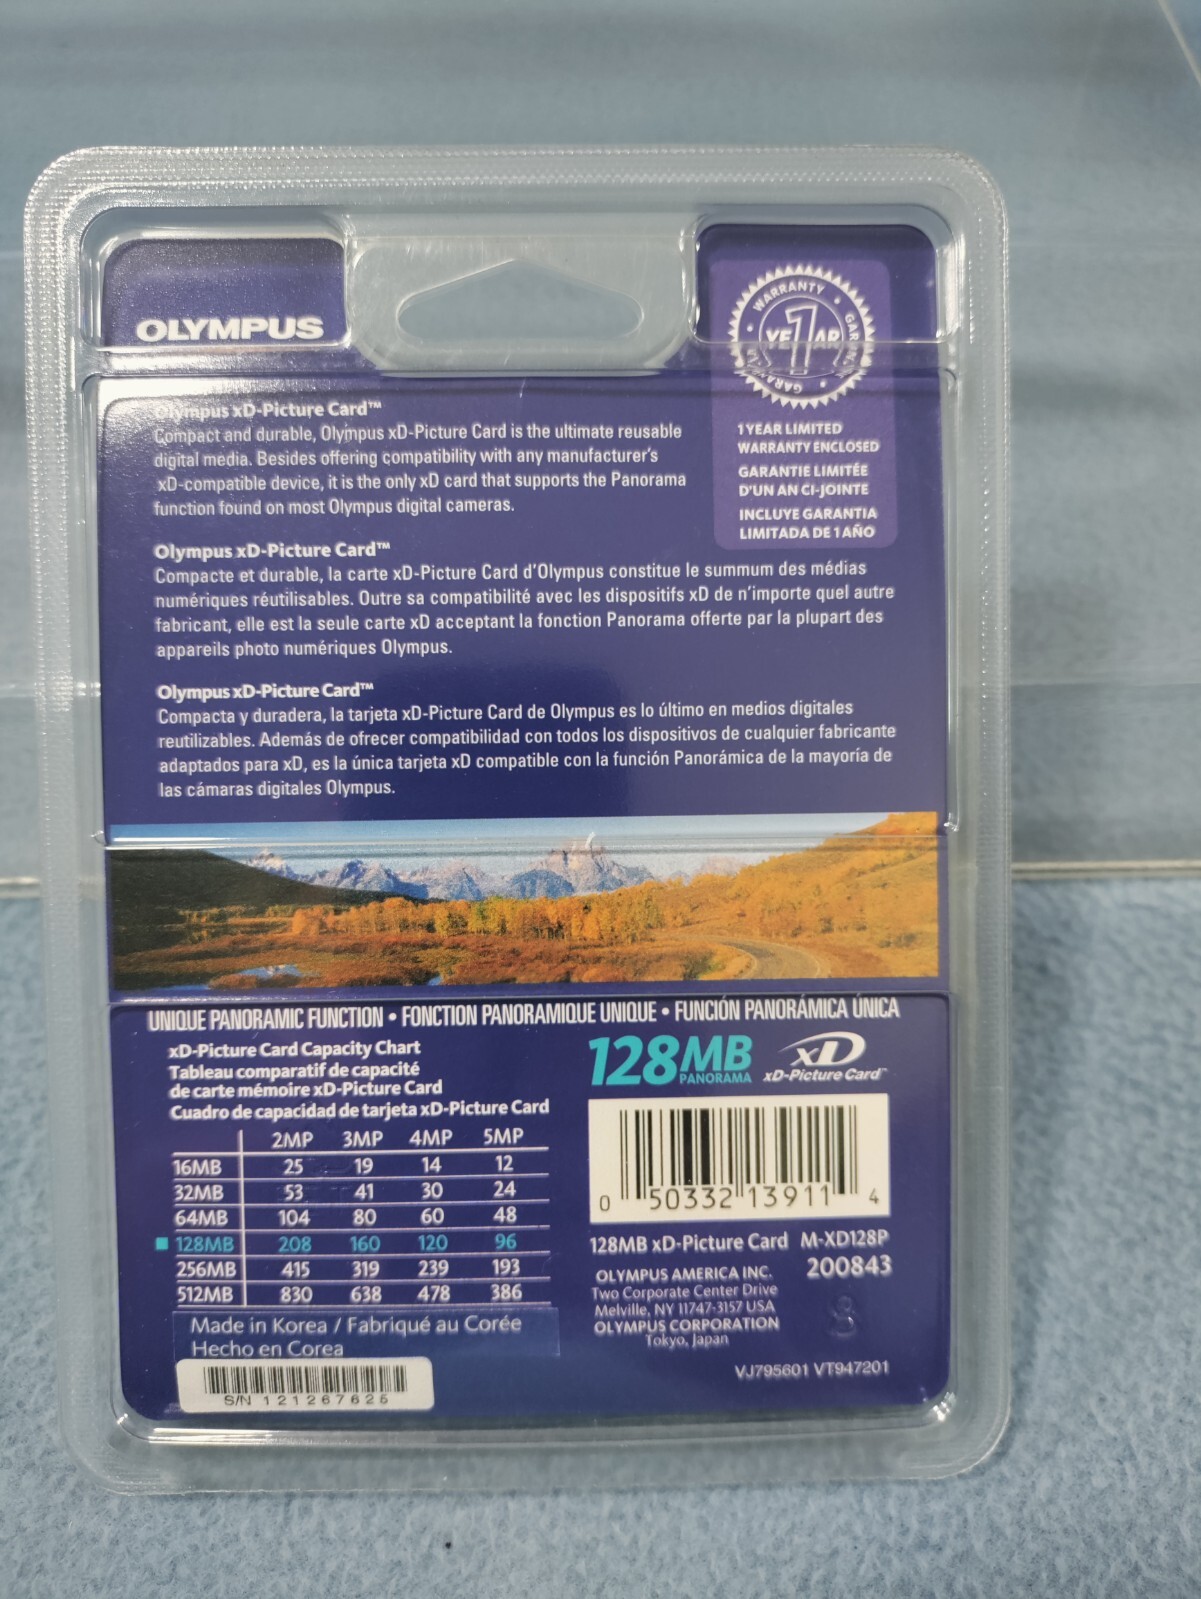 OLYMPUS
WARRANTY
1 YEAR
1 YEAR LIMITED
WARRANTY ENCLOSED
GARANTIE LIMITÉE
D'UN AN CI-JOINTE
INCLUYE GARANTIA
LIMITADA DE 1 AÑO
Olympus xD-Picture Card™
Compact and durable, Olympus xD-Picture Card is the ultimate reusable
digital media. Besides offering compatibility with any manufacturer's
xD-compatible device, it is the only xD card that supports the Panorama
function found on most Olympus digital cameras.
Olympus xD-Picture Card™
Compacte et durable, la carte xD-Picture Card d'Olympus constitue le summum des médias
numériques réutilisables. Outre sa compatibilité avec les dispositifs xD de n'importe quel autre
fabricant, elle est la seule carte xD acceptant la fonction Panorama offerte par la plupart des
appareils photo numériques Olympus.
Olympus xD-Picture Card™
Compacta y duradera, la tarjeta xD-Picture Card de Olympus es lo último en medios digitales
reutilizables. Además de ofrecer compatibilidad con todos los dispositivos de cualquier fabricante
adaptados para xD, es la única tarjeta xD compatible con la función Panorámica de la mayoría de
las cámaras digitales Olympus.
UNIQUE PANORAMIC FUNCTION • FONCTION PANORAMIQUE UNIQUE • FUNCIÓN PANORÁMICA ÚNICA
xD-Picture Card Capacity Chart
Tableau comparatif de capacité
de carte mémoire xD-Picture Card
Cuadro de capacidad de tarjeta xD-Picture Card
2MP 3MP 4MP 5MP
16MB 25 19 14 12
32MB 53 41 30 24
64MB 104 80 60 48
128MB 208 160 120 96
256MB 415 319 239 193
512MB 830 638 478 386
Made in Korea / Fabriqué au Corée
Hecho en Corea
S/N 121267625
128MB
PANORAMA
xD
xD-Picture Card™
0 50332 13911 4
128MB xD-Picture Card M-XD128P
200843
OLYMPUS AMERICA INC.
Two Corporate Center Drive
Melville, NY 11747-3157 USA
OLYMPUS CORPORATION
Tokyo, Japan
VJ795601 VT947201